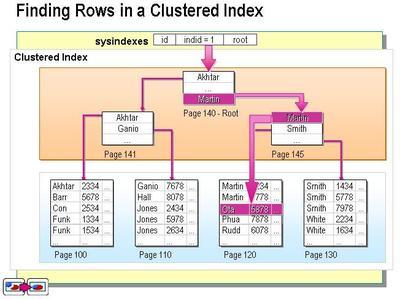 Finding Rows in a Clustered Index
sysindexes id indid = 1 root
Clustered Index
Akhtar
...
Martin
Page 140 - Root
Akhtar
Ganio
...
Page 141
Martin
Smith
...
Page 145
Akhtar 2334 ...
Barr 5678 ...
Con 2534 ...
Funk 1334 ...
Funk 1534 ...
... ... ...
Page 100
Ganio 7678 ...
Hall 8078 ...
Jones 2434 ...
Jones 5978 ...
Jones 2634 ...
... ... ...
Page 110
Martin 1234 ...
Martin 7778 ...
Ota 5878 ...
Phua 7878 ...
Rudd 6078 ...
... ... ...
Page 120
Smith 1434 ...
Smith 5778 ...
Smith 7978 ...
White 2234 ...
White 1634 ...
... ... ...
Page 130